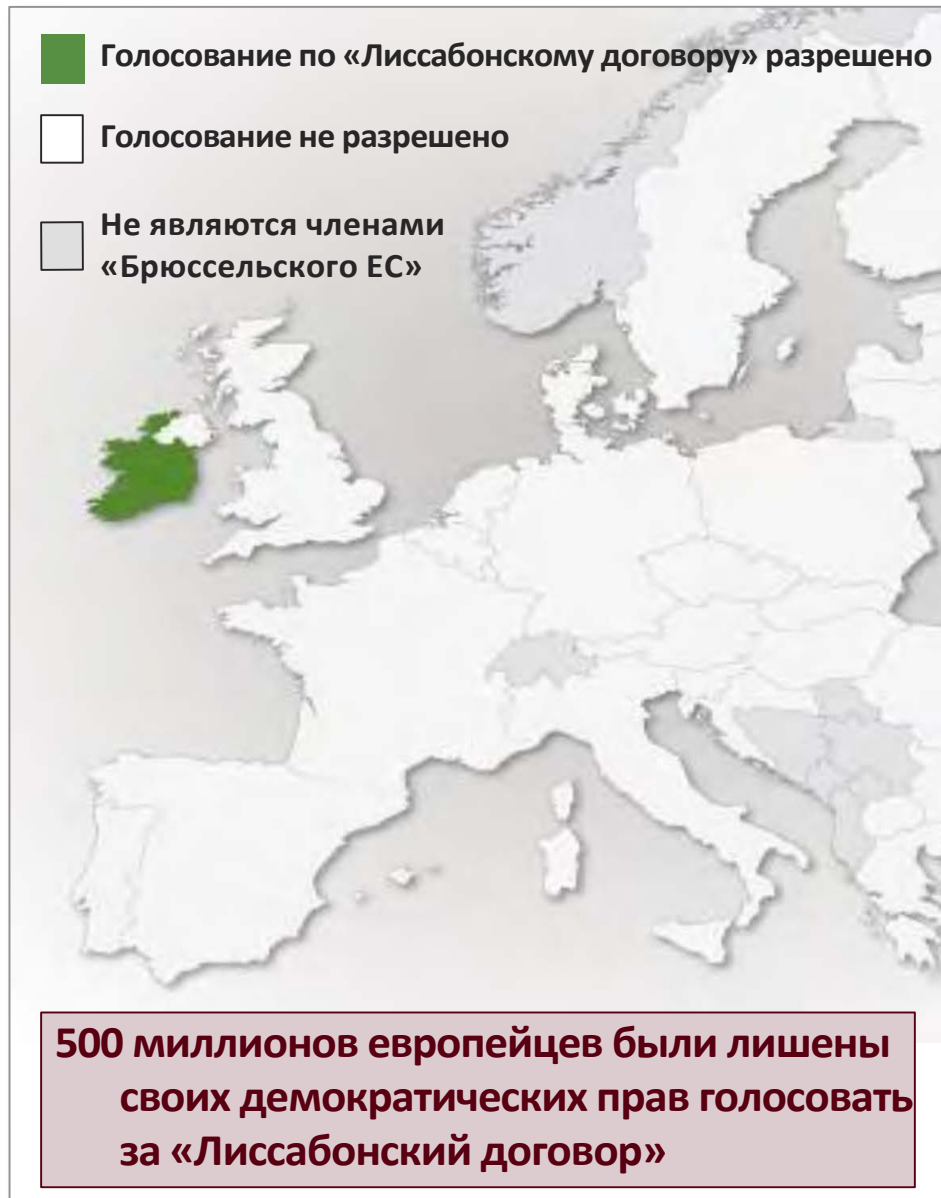 Голосование по «Лиссабонскому договору» разрешено
Голосование не разрешено
Не являются членами
«Брюссельского ЕС»
500 миллионов европейцев были лишены
своих демократических прав голосовать
за «Лиссабонский договор»